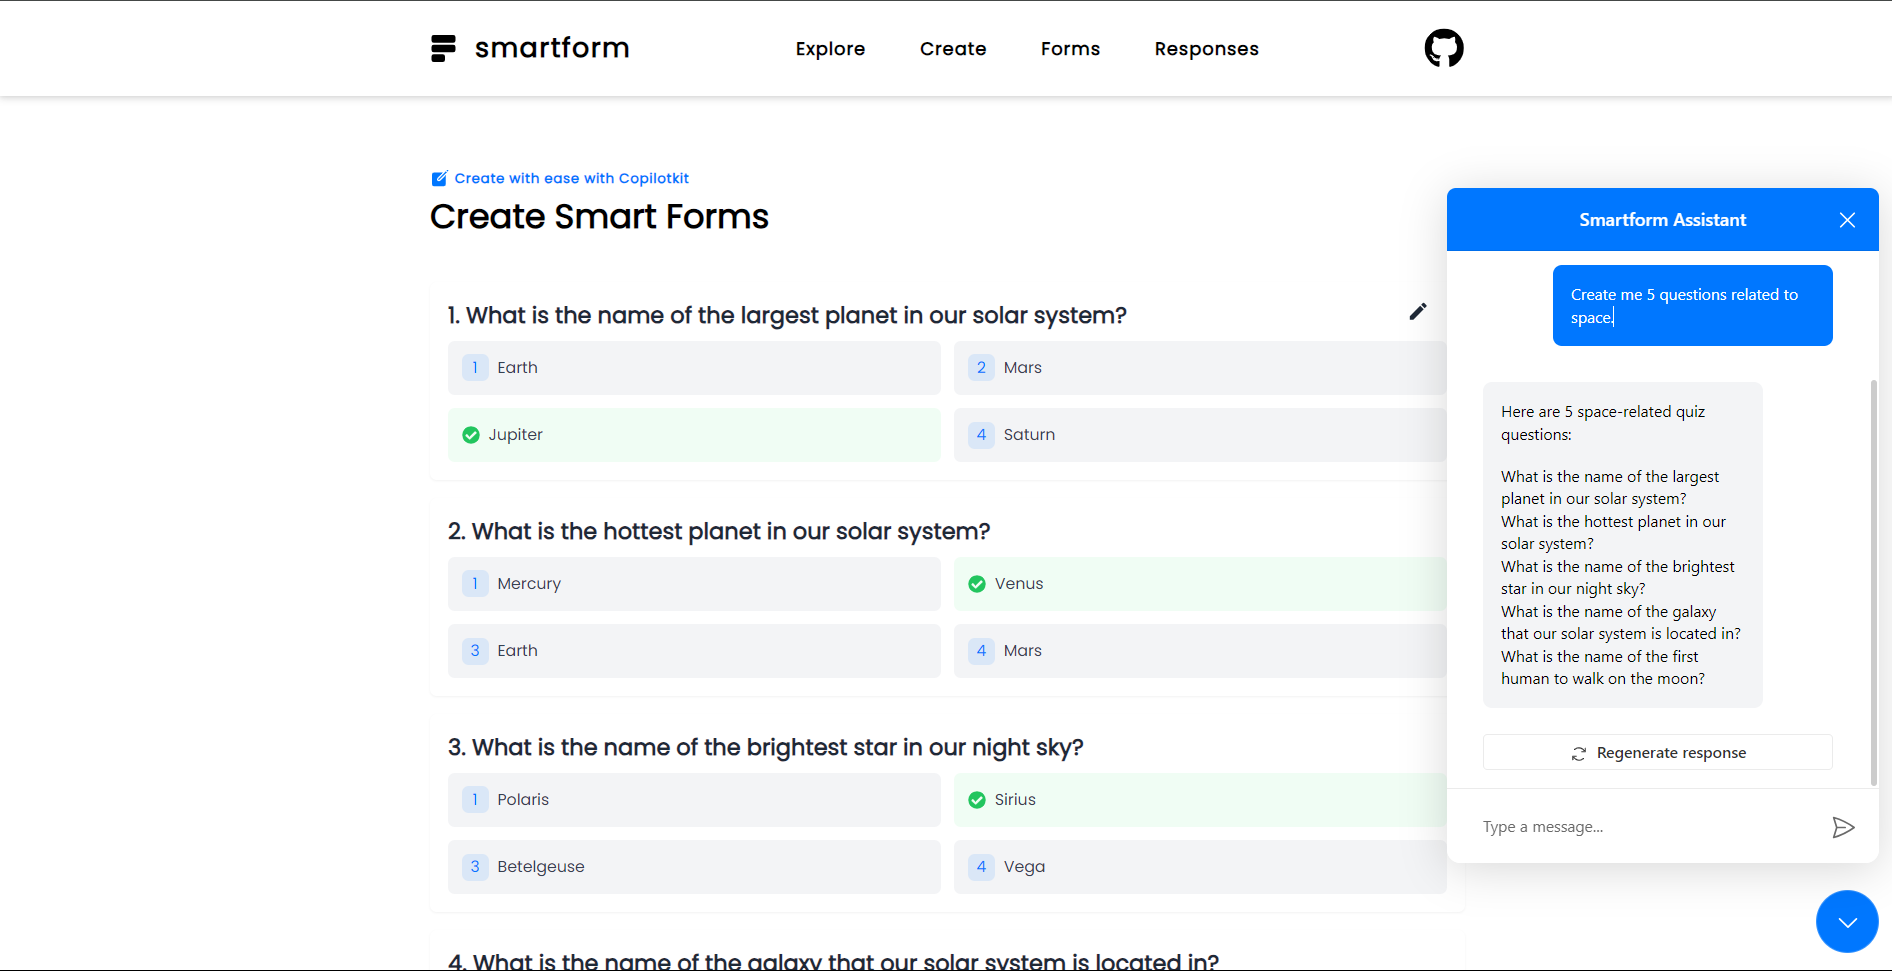 smartform
Explore
Create
Forms
Responses
Create with ease with Copilotkit
Create Smart Forms
1. What is the name of the largest planet in our solar system?
1 Earth
2 Mars
Jupiter
4 Saturn
2. What is the hottest planet in our solar system?
1 Mercury
Venus
3 Earth
4 Mars
3. What is the name of the brightest star in our night sky?
1 Polaris
Sirius
3 Betelgeuse
4 Vega
4. What is the name of the galaxy that our solar system is located in?
Smartform Assistant
Create me 5 questions related to
space.
Here are 5 space-related quiz
questions:
What is the name of the largest
planet in our solar system?
What is the hottest planet in our
solar system?
What is the name of the brightest
star in our night sky?
What is the name of the galaxy
that our solar system is located in?
What is the name of the first
human to walk on the moon?
Regenerate response
Type a message...